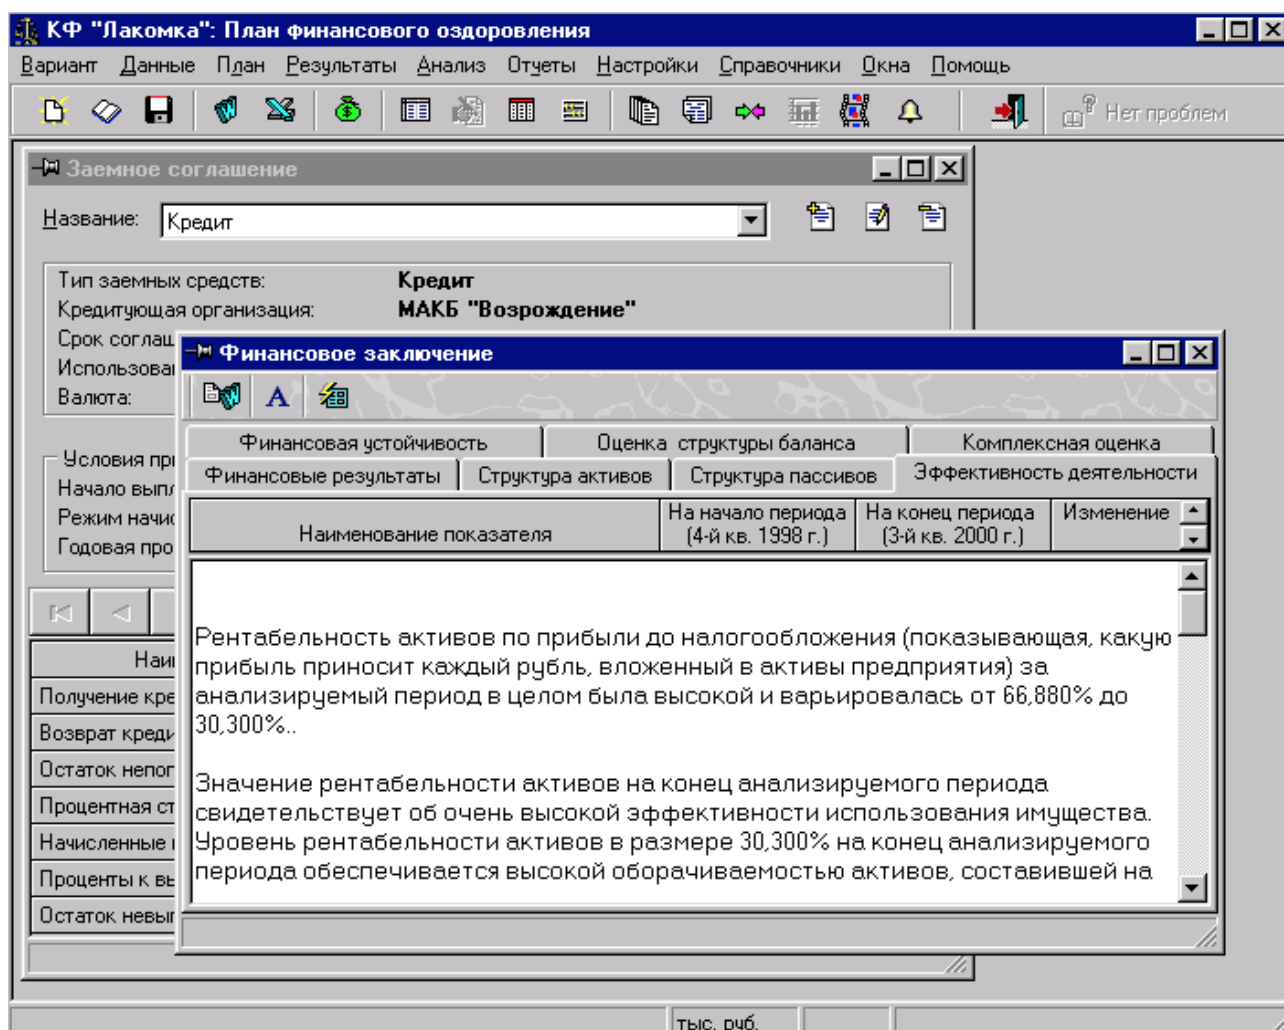 КФ "Лакомка": План финансового оздоровления
Вариант Данные План Результаты Анализ Отчеты Настройки Справочники Окна Помощь
Нет проблем
Заемное соглашение
Название: Кредит
Тип заемных средств: Кредит
Кредитующая организация: МАКБ "Возрождение"
Срок соглаш
Использова
Валюта:
Условия пр
Начало выпл
Режим начис
Годовая про
Наи
Получение кре
Возврат креди
Остаток непог
Процентная ст
Начисленные
Проценты к вы
Остаток невып
Финансовое заключение
Финансовая устойчивость Оценка структуры баланса Комплексная оценка
Финансовые результаты Структура активов Структура пассивов Эффективность деятельности
Наименование показателя
На начало периода
(4-й кв. 1998 г.)
На конец периода
(3-й кв. 2000 г.)
Изменение
Рентабельность активов по прибыли до налогообложения (показывающая, какую
прибыль приносит каждый рубль, вложенный в активы предприятия) за
анализируемый период в целом была высокой и варьировалась от 66,880% до
30,300%..
Значение рентабельности активов на конец анализируемого периода
свидетельствует об очень высокой эффективности использования имущества.
Уровень рентабельности активов в размере 30,300% на конец анализируемого
периода обеспечивается высокой оборачиваемостью активов, составившей на
тыс. руб.